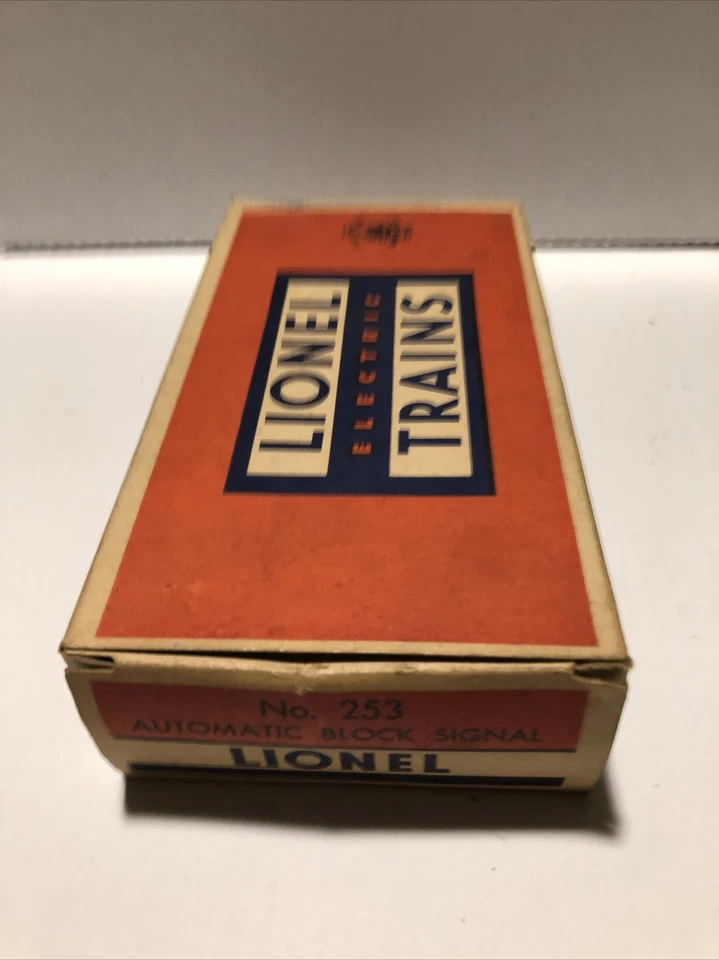 LIONEL
ELECTRIC
TRAINS
No. 253
AUTOMATIC BLOCK SIGNAL
LIONEL